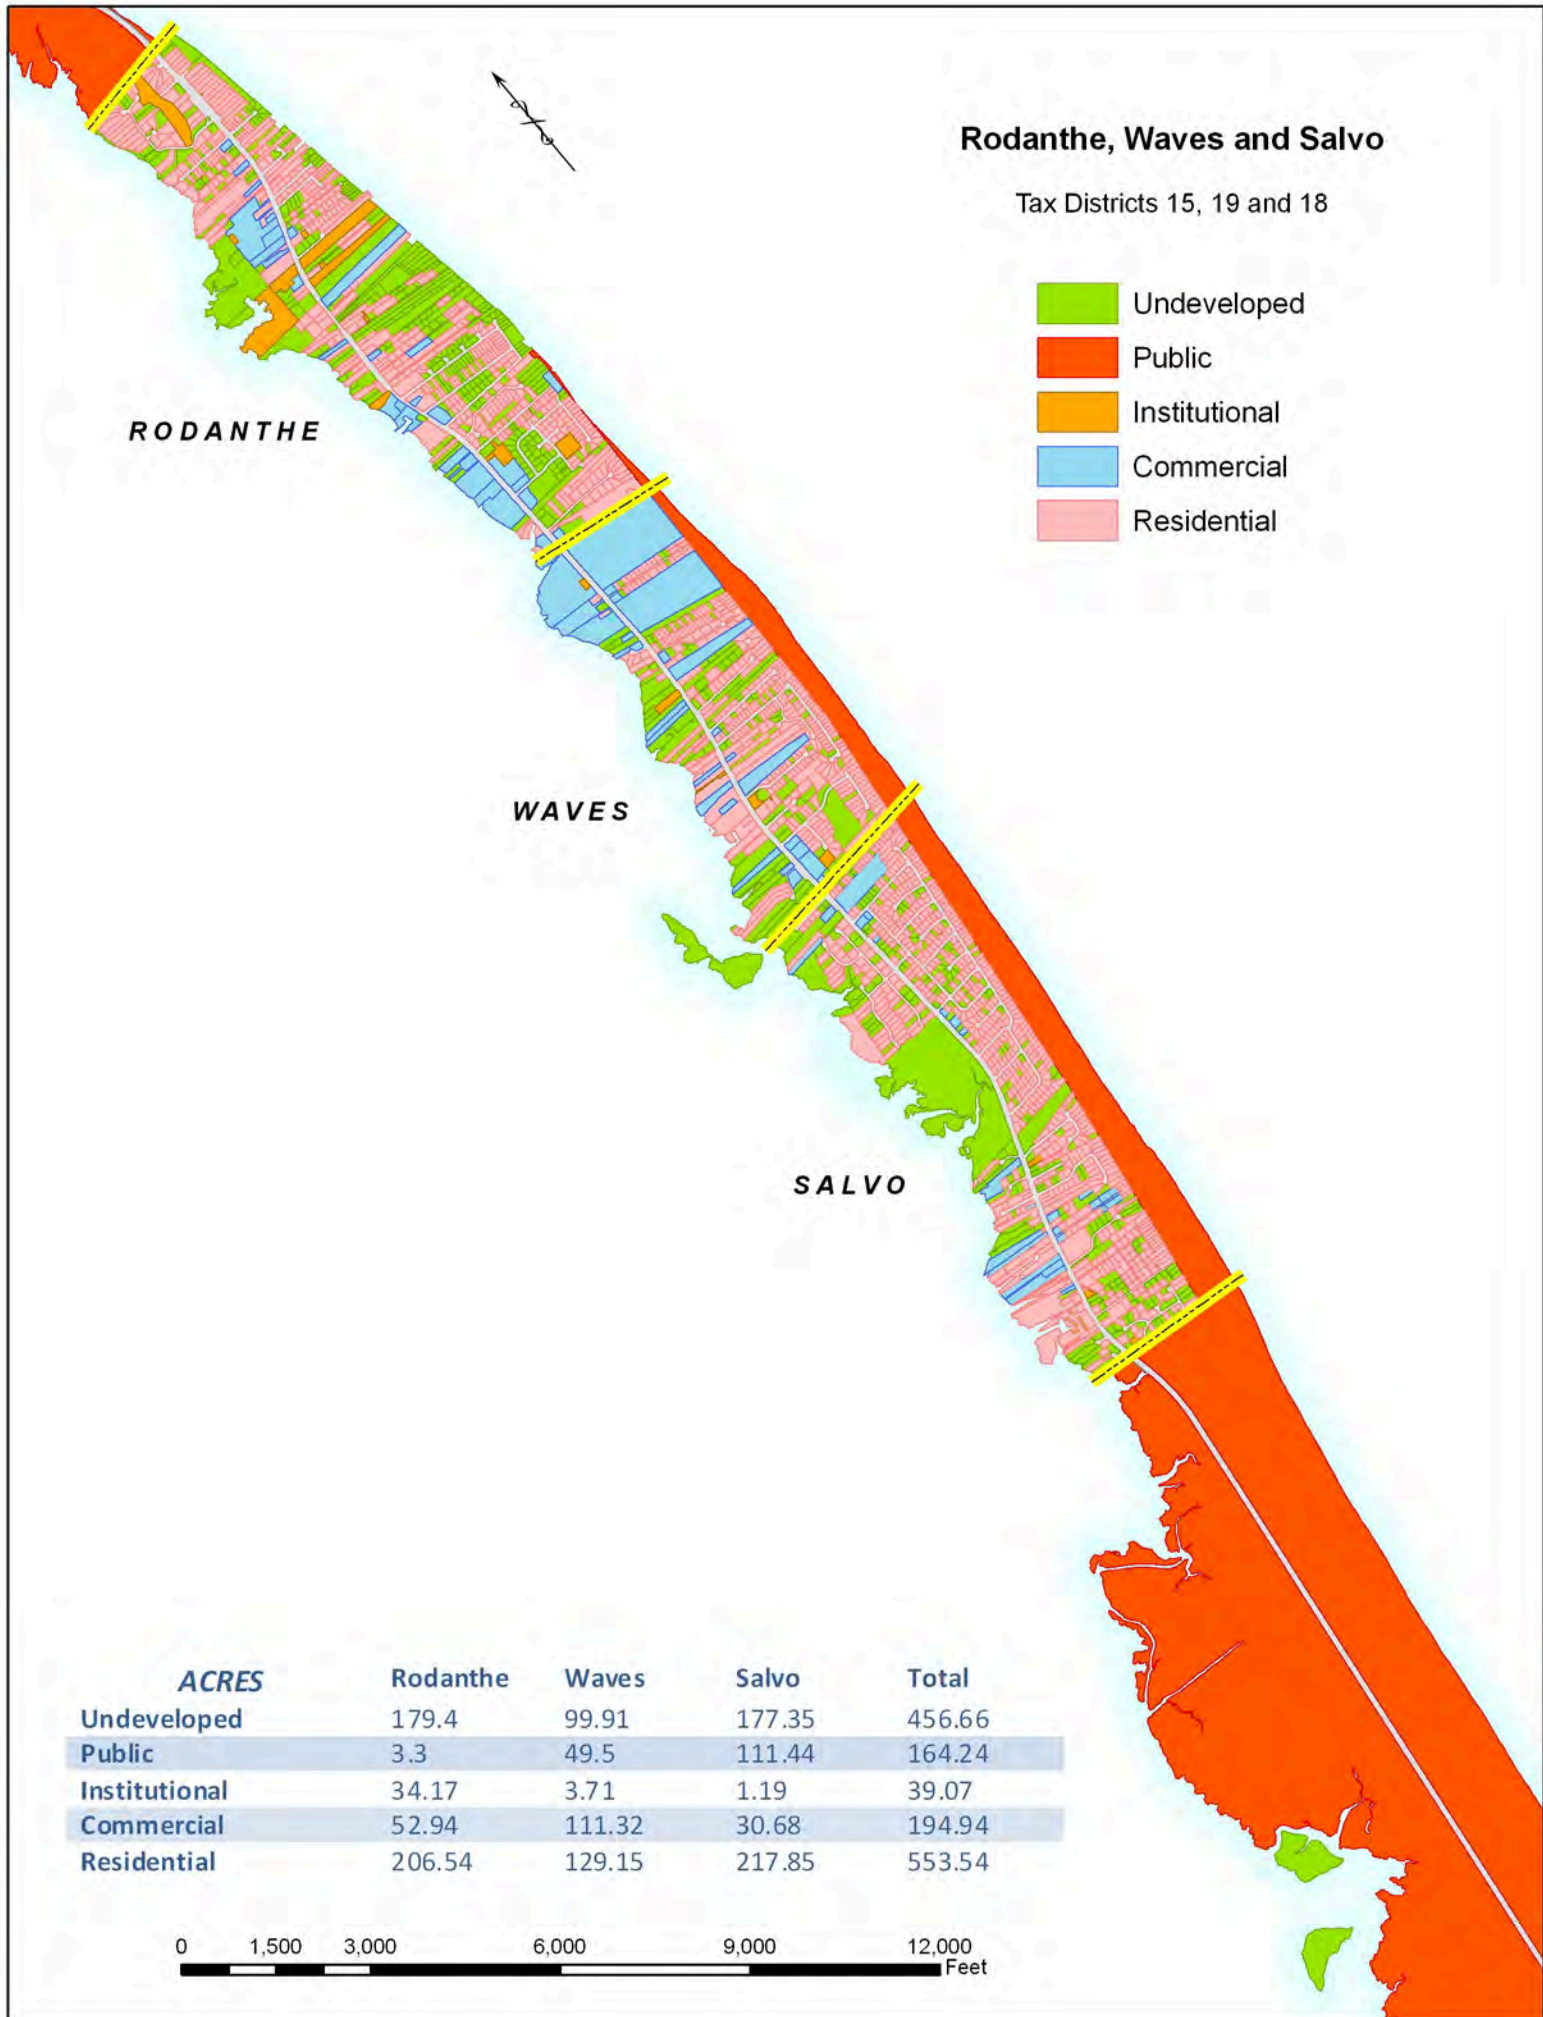 Rodanthe, Waves and Salvo
Tax Districts 15, 19 and 18
Undeveloped
Public
Institutional
Commercial
Residential
RODANTHE
WAVES
SALVO
ACRES Rodanthe Waves Salvo Total
Undeveloped 179.4 99.91 177.35 456.66
Public 3.3 49.5 111.44 164.24
Institutional 34.17 3.71 1.19 39.07
Commercial 52.94 111.32 30.68 194.94
Residential 206.54 129.15 217.85 553.54
0 1,500 3,000 6,000 9,000 12,000
Feet